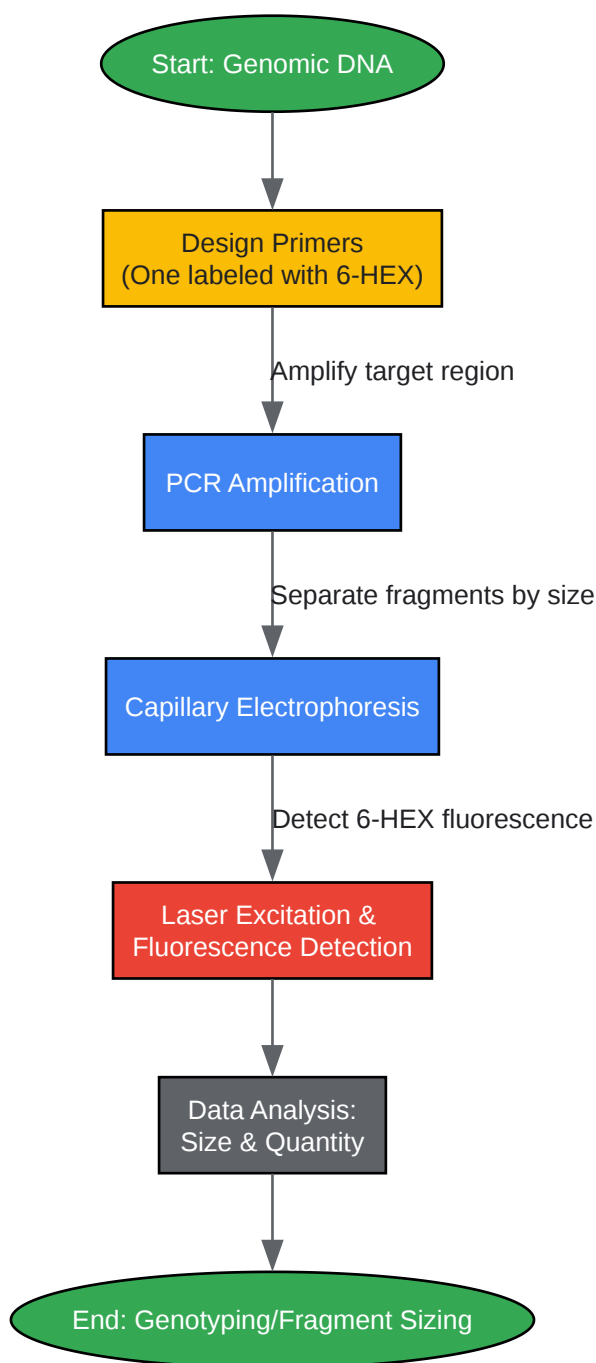 Start: Genomic DNA
Design Primers
(One labeled with 6-HEX)
Amplify target region
PCR Amplification
Separate fragments by size
Capillary Electrophoresis
Detect 6-HEX fluorescence
Laser Excitation &
Fluorescence Detection
Data Analysis:
Size & Quantity
End: Genotyping/Fragment Sizing